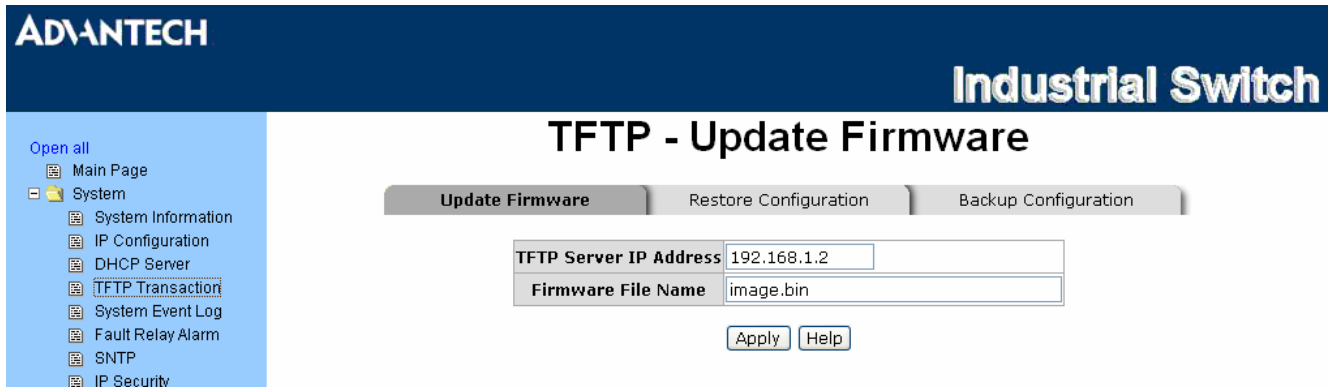 ADVANTECH
Industrial Switch
Open all
Main Page
System
System Information
IP Configuration
DHCP Server
TFTP Transaction
System Event Log
Fault Relay Alarm
SNTP
IP Security
TFTP - Update Firmware
Update Firmware Restore Configuration Backup Configuration
TFTP Server IP Address 192.168.1.2
Firmware File Name image.bin
Apply Help